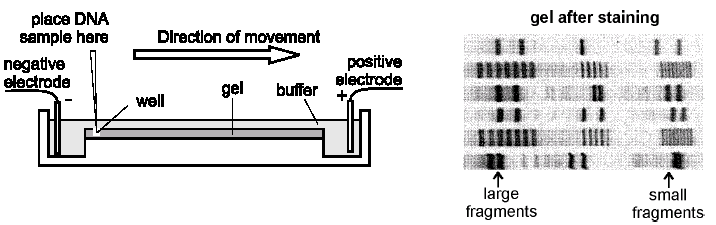 place DNA
sample here
Direction of movement
negative
electrode
-
well
gel
buffer
+
positive
electrode
gel after staining
large
fragments
small
fragments